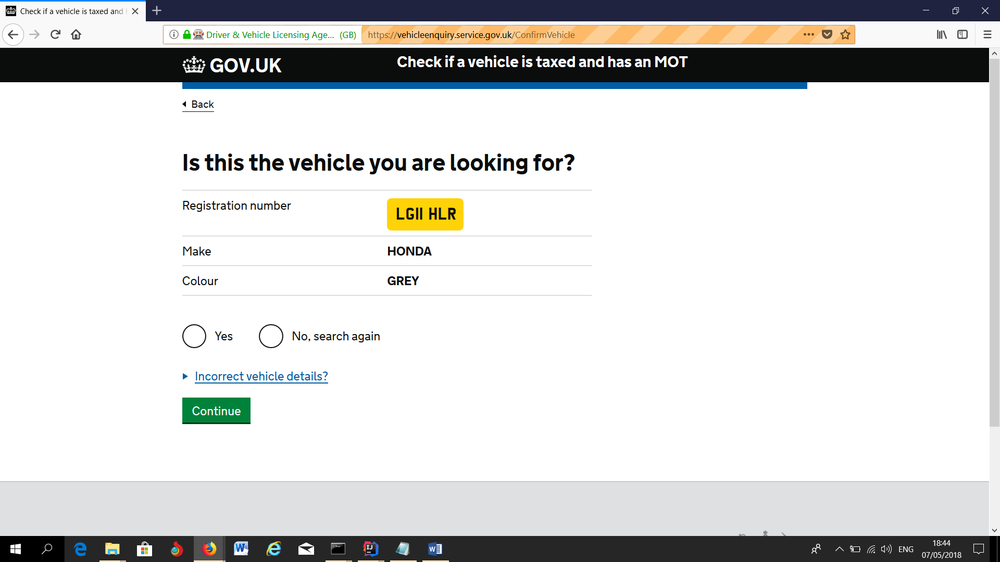 Check if a vehicle is taxed and
Driver & Vehicle Licensing Age... (GB)
https://vehicleenquiry.service.gov.uk/ConfirmVehicle
GOV.UK
Check if a vehicle is taxed and has an MOT
Back
Is this the vehicle you are looking for?
Registration number
LG11 HLR
Make
HONDA
Colour
GREY
Yes
No, search again
Incorrect vehicle details?
Continue
ENG
18:44
07/05/2018